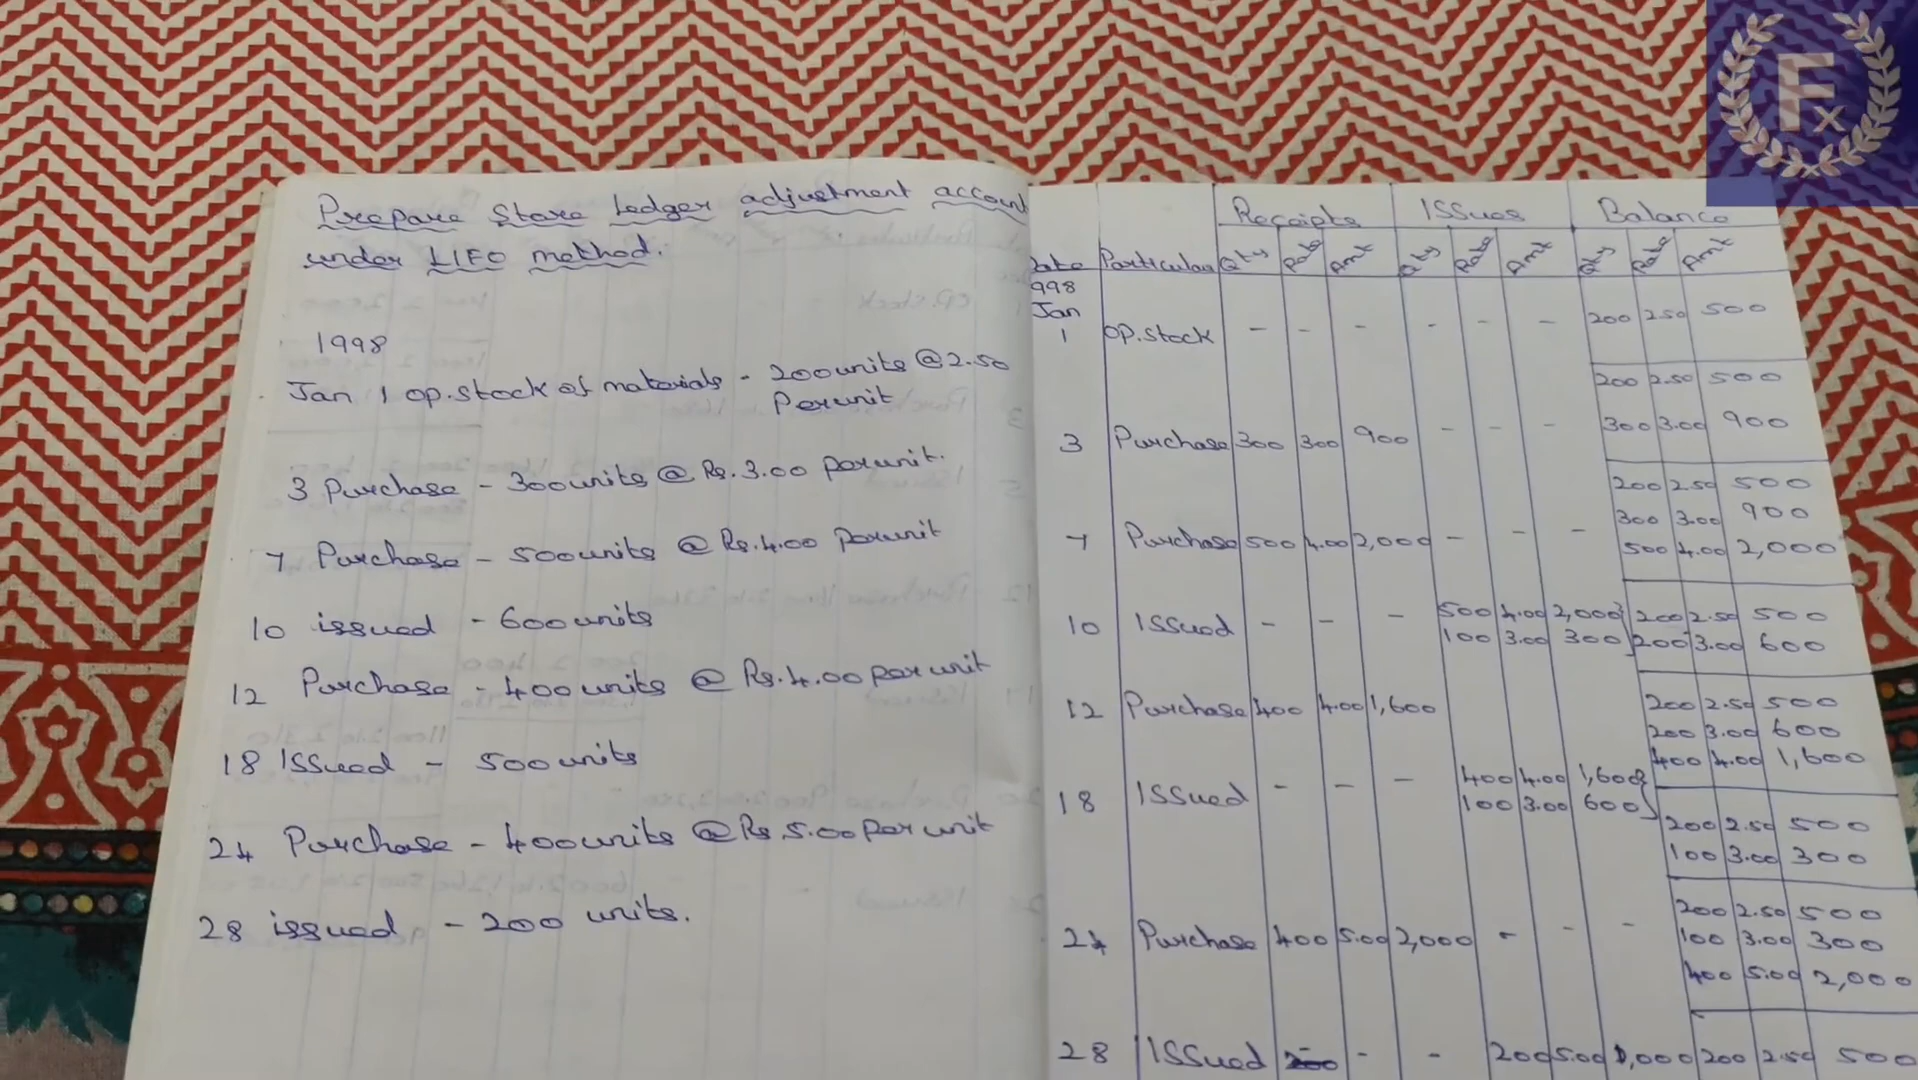 Prepare Store Ledger adjustment account
under LIFO method.
1998
Jan 1 op.stock of materials - 200 units @ 2.50
Per unit
3 Purchase - 300 units @ Rs.3.00 per unit.
7 Purchase - 500 units @ Rs.4.00 per unit
10 issued - 600 units
12 Purchase - 400 units @ Rs.4.00 per unit
18 Issued - 500 units
24 Purchase - 400 units @ Rs 5.00 Per unit
28 issued - 200 units.
Receipts Issues Balance
Date Particular Qty Rate Amt Qty Rate Amt Qty Rate Amt
998
Jan
1 op.stock - - - - - - 200 2.50 500
200 2.50 500
3 Purchase 300 300 900 - - - 300 3.00 900
200 2.50 500
300 3.00 900
7 Purchase 500 4.00 2,000 - - - 500 4.00 2,000
10 Issued - - - 500 4.00 2,000 200 2.50 500
100 3.00 300 200 3.00 600
12 Purchase 400 4.00 1,600 200 2.50 500
200 3.00 600
400 4.00 1,600
18 Issued - - - 400 4.00 1,600
100 3.00 600
200 2.50 500
100 3.00 300
200 2.50 500
24 Purchase 400 5.00 2,000 - - - 100 3.00 300
400 5.00 2,000
28 Issued - - 200 5.00 1,000 200 2.50 500
Fx